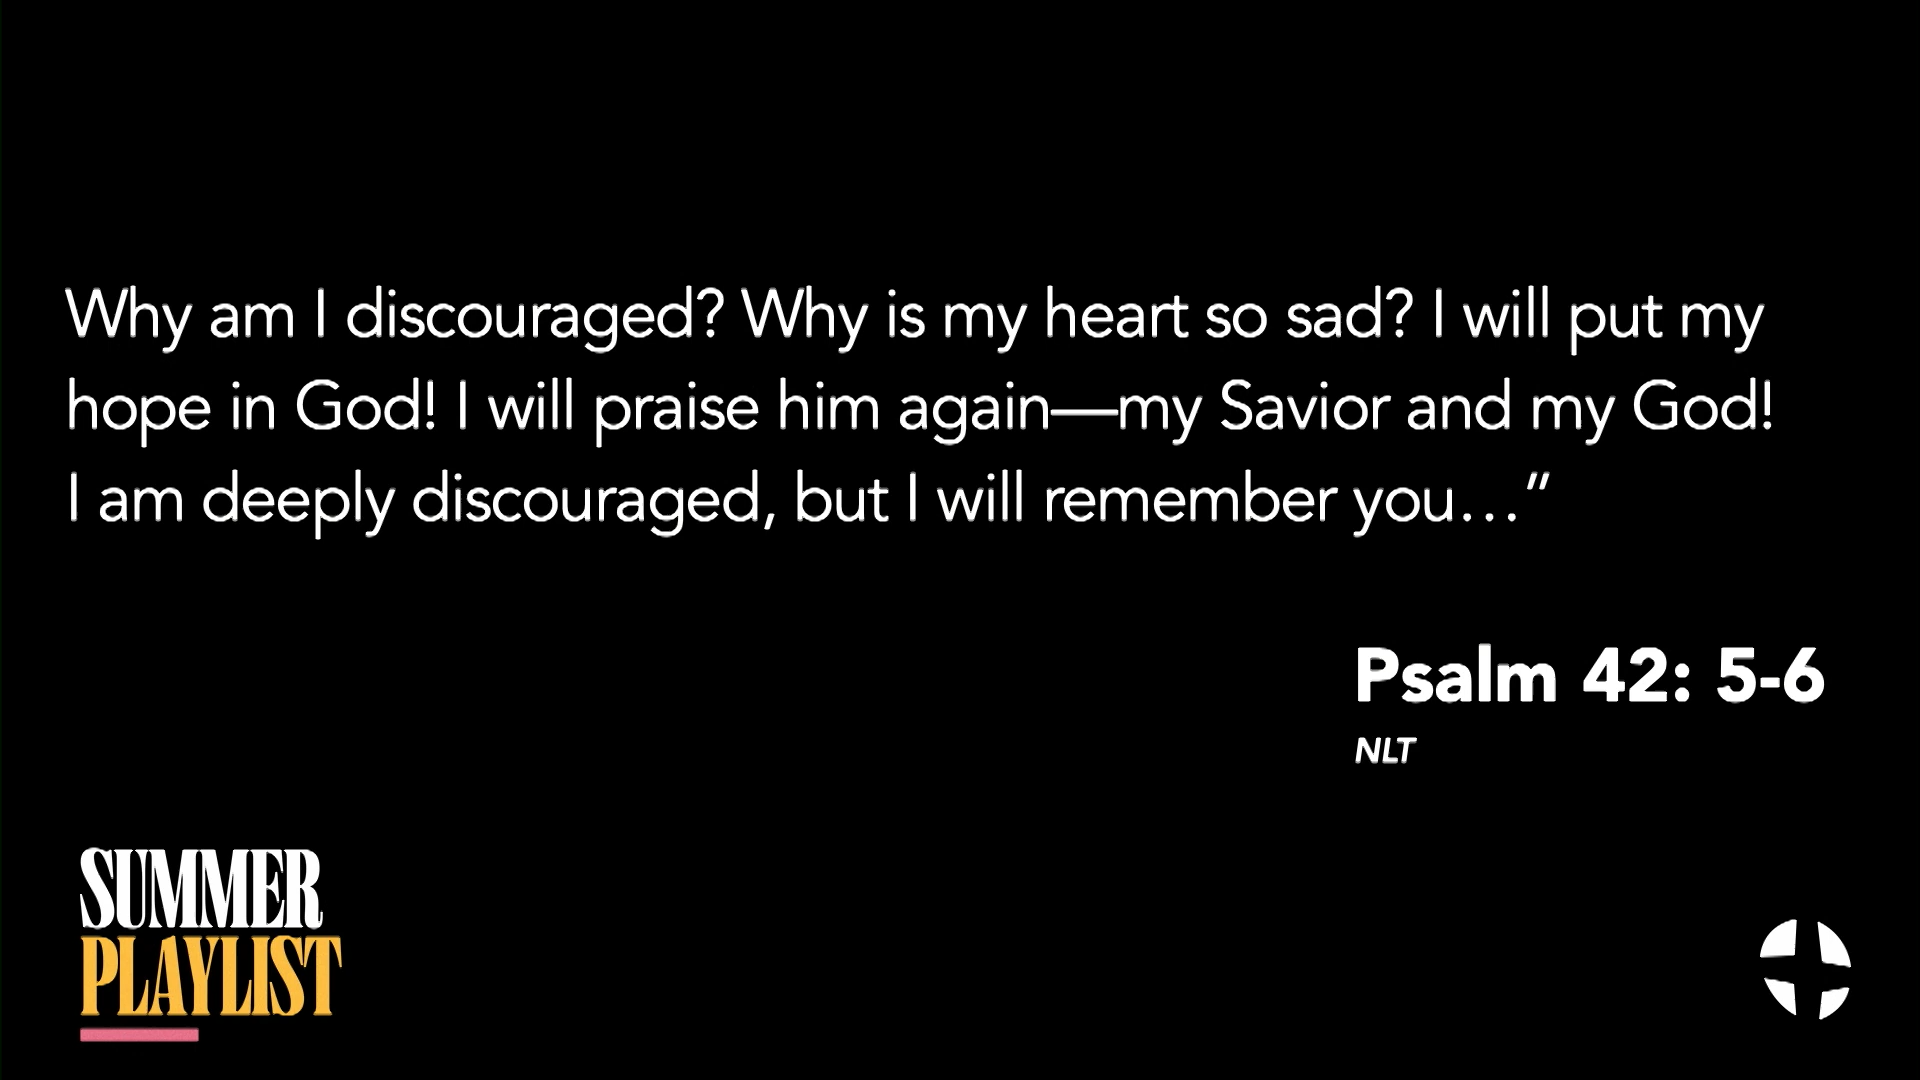 Why am I discouraged? Why is my heart so sad? I will put my
hope in God! I will praise him again—my Savior and my God!
I am deeply discouraged, but I will remember you…”
Psalm 42: 5-6
NLT
SUMMER
PLAYLIST